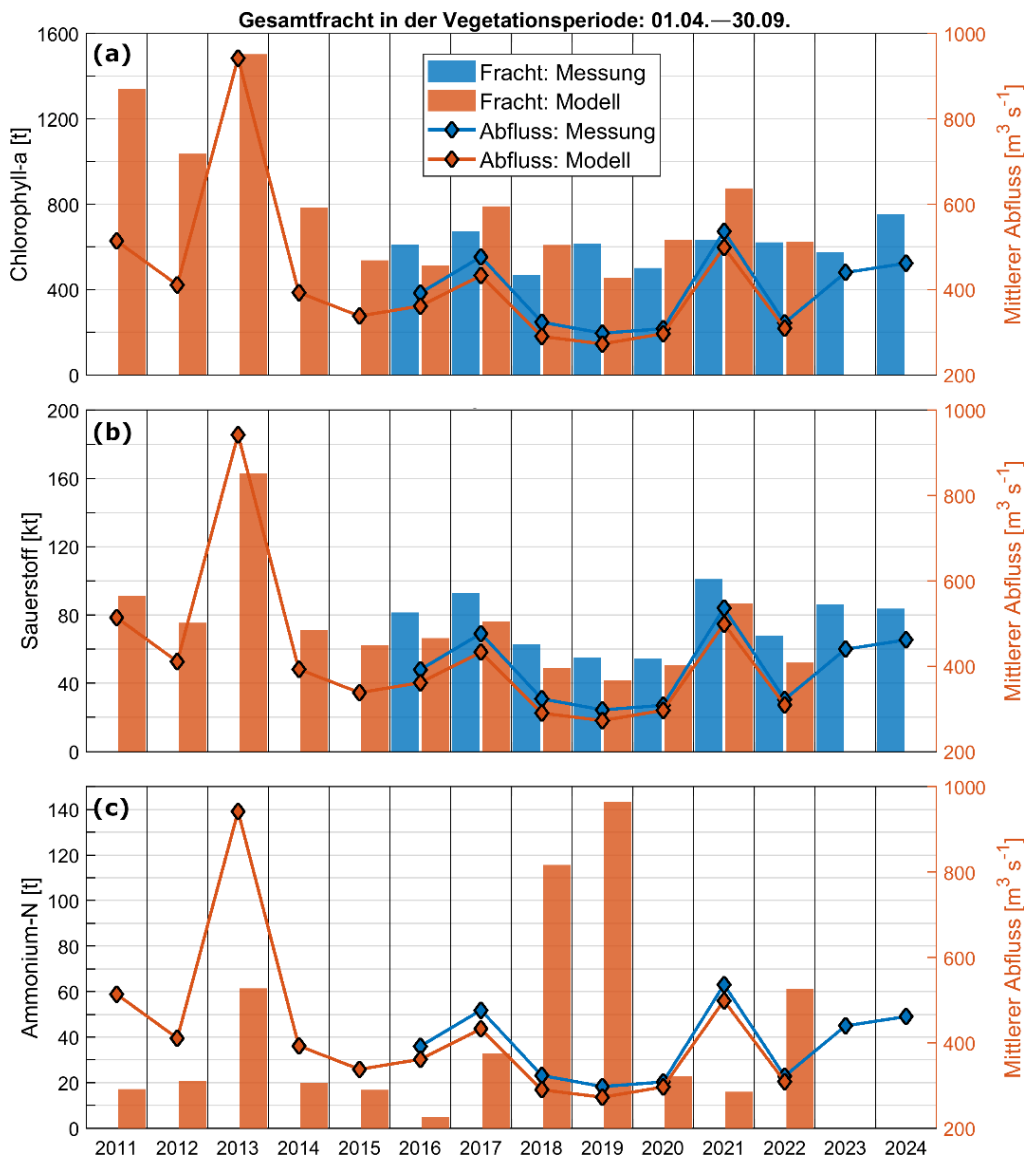 Gesamtfracht in der Vegetationsperiode: 01.04.—30.09.
(a)
Chlorophyll-a [t]
1600
1200
800
400
0
Fracht: Messung
Fracht: Modell
Abfluss: Messung
Abfluss: Modell
1000
800
600
400
200
Mittlerer Abfluss [m³ s⁻¹]
(b)
Sauerstoff [kt]
200
160
120
80
40
0
1000
800
600
400
200
Mittlerer Abfluss [m³ s⁻¹]
(c)
Ammonium-N [t]
140
120
100
80
60
40
20
0
1000
800
600
400
200
Mittlerer Abfluss [m³ s⁻¹]
2011 2012 2013 2014 2015 2016 2017 2018 2019 2020 2021 2022 2023 2024